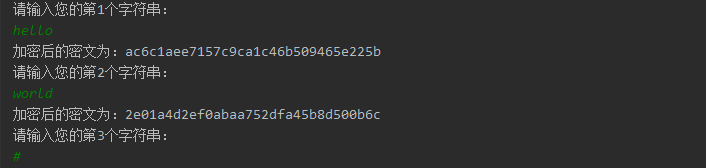 请输入您的第1个字符串:
hello
加密后的密文为: ac6c1aee7157c9ca1c46b509465e225b
请输入您的第2个字符串:
world
加密后的密文为: 2e01a4d2ef0abaa752dfa45b8d500b6c
请输入您的第3个字符串:
#